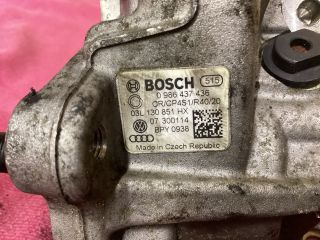 BOSCH 515
0 986 437 436
CR/CP4S1/R40/20
03L 130 851 HX
07 300114
BPY 0938
Made in Czech Republic